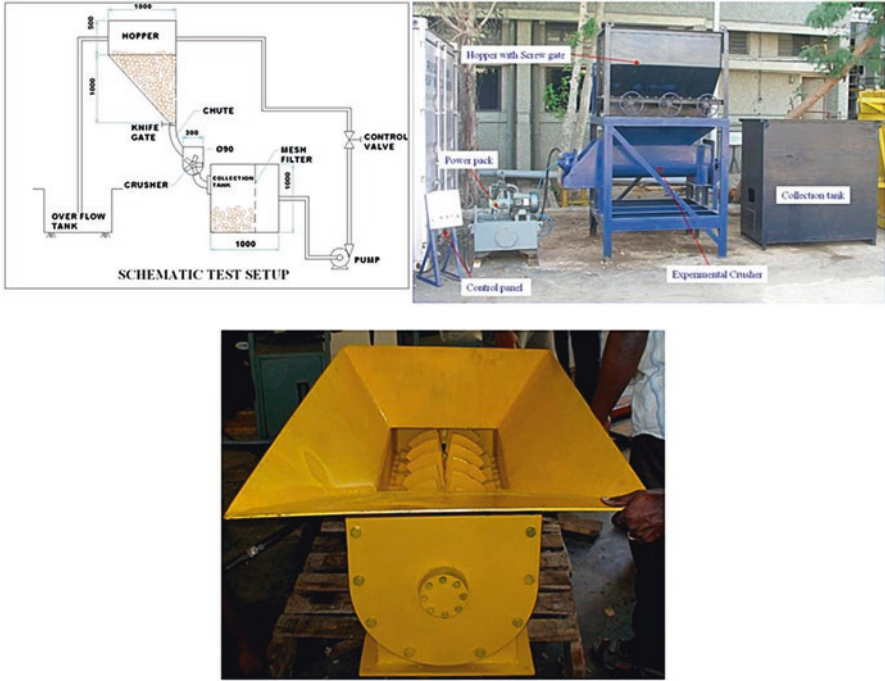 1000
500
HOPPER
1000
CHUTE
KNIFE
GATE
300
Ø90
MESH
FILTER
CONTROL
VALVE
CRUSHER
COLLECTION
TANK
1000
OVER FLOW
TANK
1000
PUMP
SCHEMATIC TEST SETUP
Hopper with Screw gate
Power pack
Collection tank
Control panel
Experimental Crusher